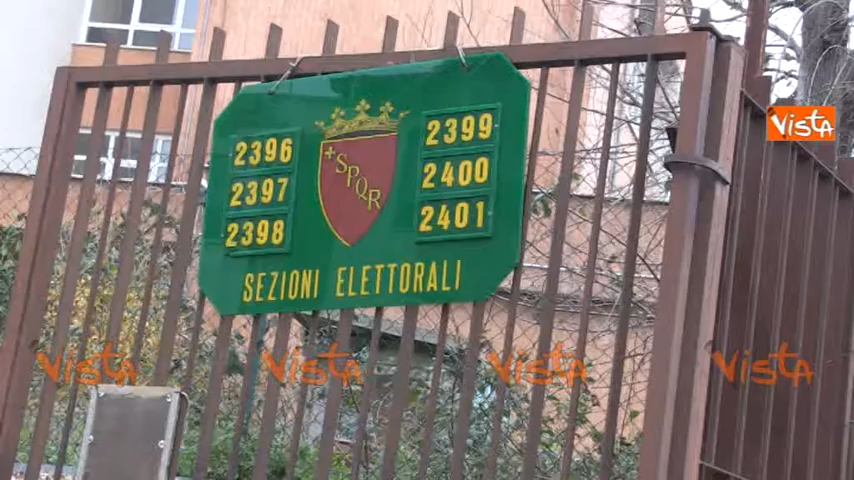 2396
2397
2398
+SPQR
2399
2400
2401
SEZIONI ELETTORALI
vista
vista vista vista vista